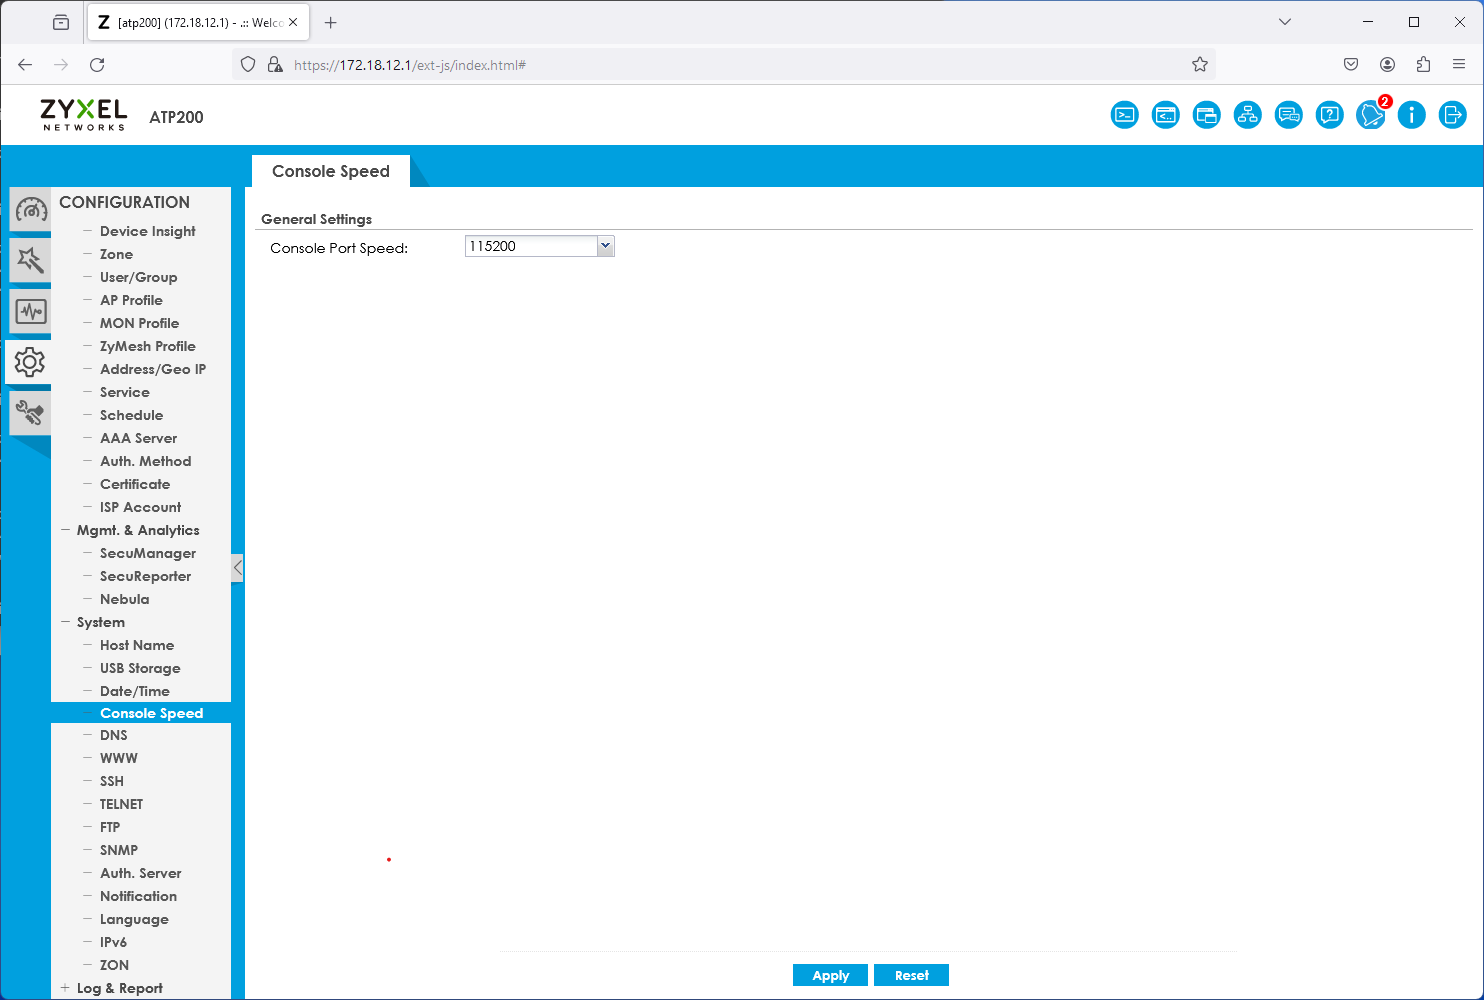 [atp200] (172.18.12.1) - .:: Welco
https://172.18.12.1/ext-js/index.html#
ZYXEL
NETWORKS
ATP200
2
Console Speed
CONFIGURATION
Device Insight
Zone
User/Group
AP Profile
MON Profile
ZyMesh Profile
Address/Geo IP
Service
Schedule
AAA Server
Auth. Method
Certificate
ISP Account
Mgmt. & Analytics
SecuManager
SecuReporter
Nebula
System
Host Name
USB Storage
Date/Time
Console Speed
DNS
WWW
SSH
TELNET
FTP
SNMP
Auth. Server
Notification
Language
IPv6
ZON
Log & Report
General Settings
Console Port Speed: 115200
Apply Reset